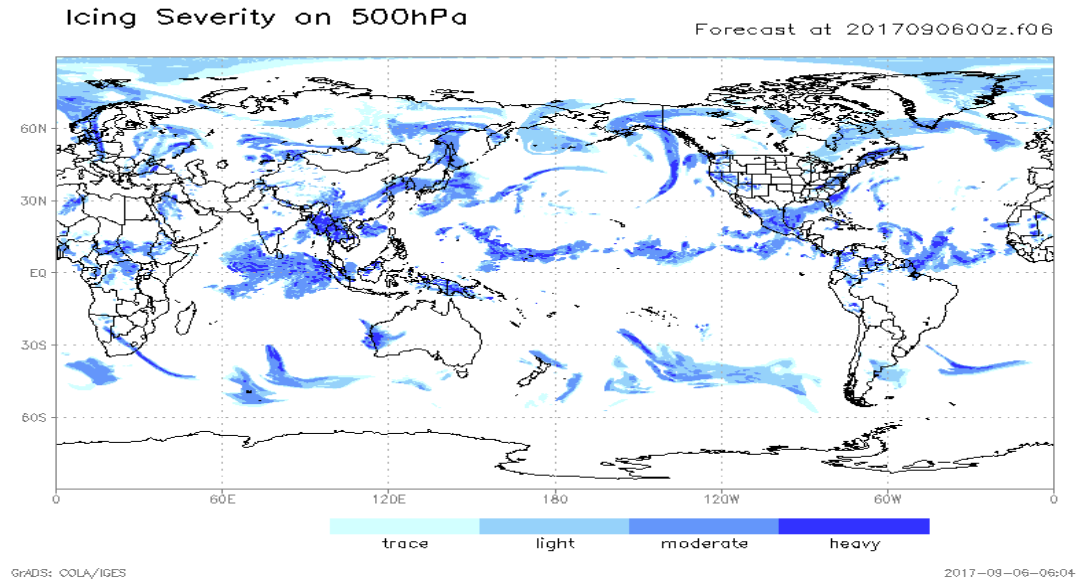 Icing Severity on 500hPa
Forecast at 2017090600z.f06
60N
30N
EQ
30S
60S
0 60E 120E 180 120W 60W 0
trace light moderate heavy
GrADS: COLA/IGES
2017-09-06-06:04